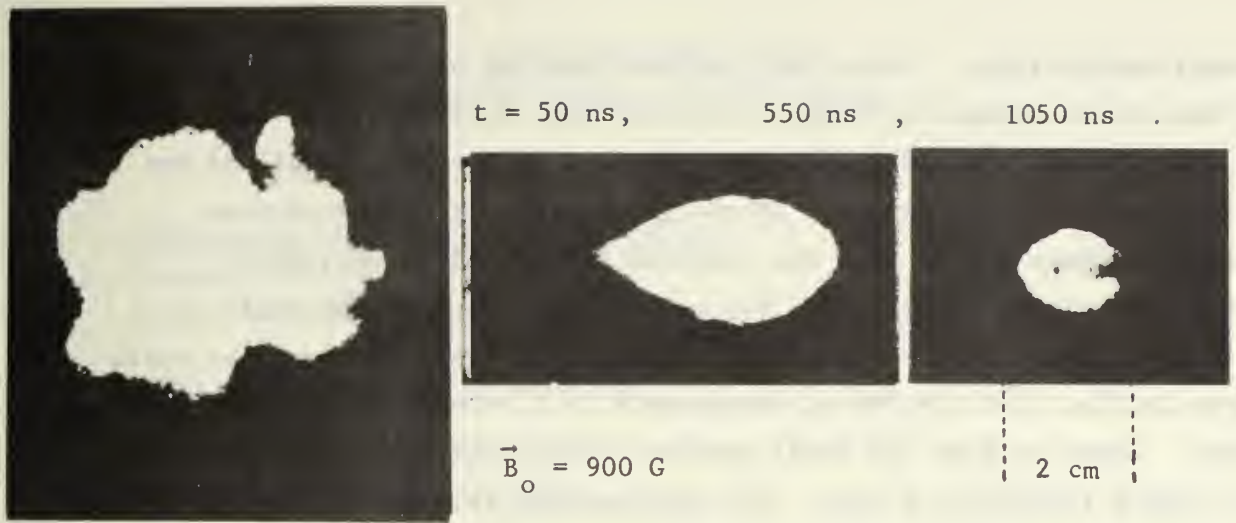 t = 50 ns, 550 ns , 1050 ns .
B⃗o = 900 G
2 cm